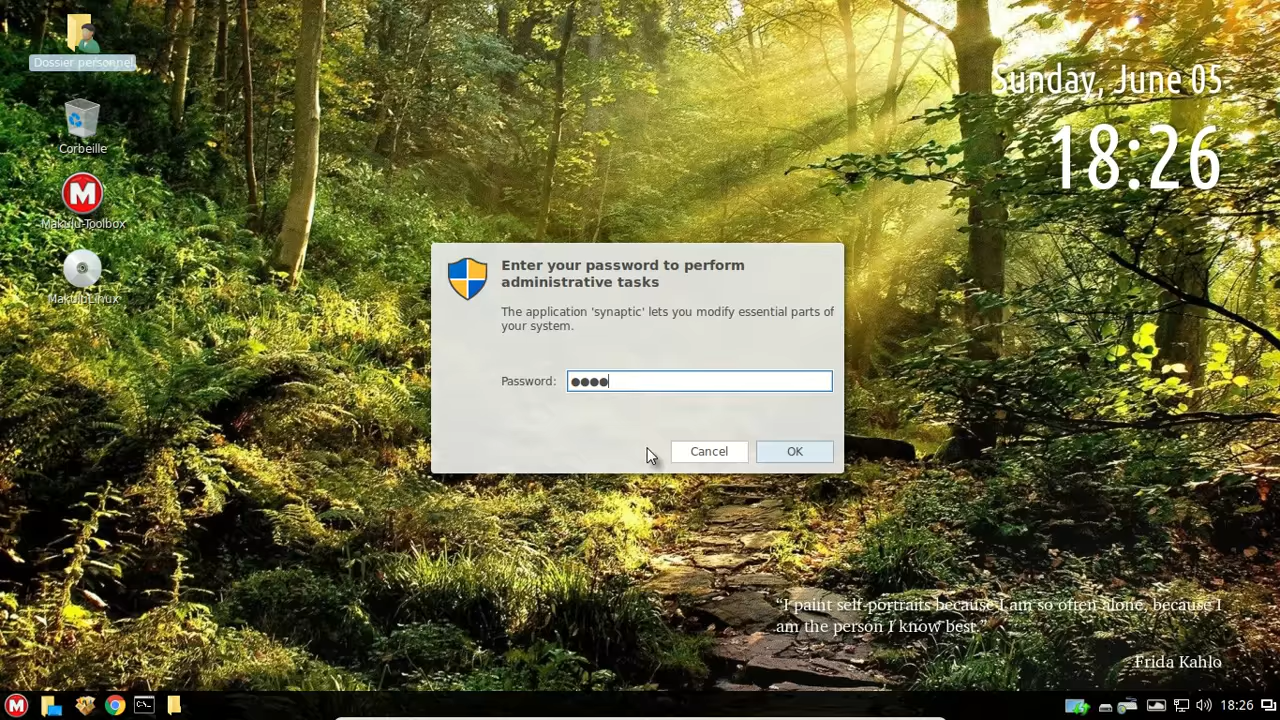 Dossier personnel
Corbeille
Makulu-Toolbox
MakuluLinux
Sunday, June 05
18:26
Enter your password to perform
administrative tasks
The application 'synaptic' lets you modify essential parts of
your system.
Password:
Cancel
OK
“I paint self-portraits because I am so often alone, because I
am the person I know best.”
Frida Kahlo
18:26